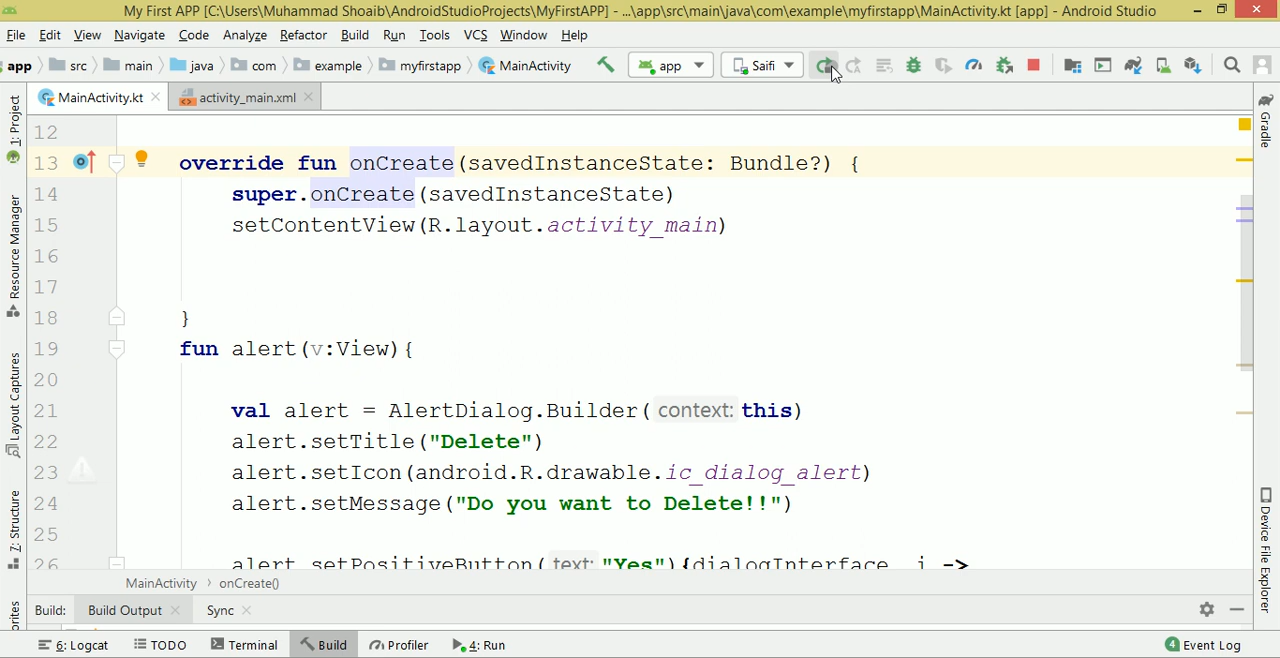 My First APP [C:\Users\Muhammad Shoaib\AndroidStudioProjects\MyFirstAPP] - ...\app\src\main\java\com\example\myfirstapp\MainActivity.kt [app] - Android Studio
File Edit View Navigate Code Analyze Refactor Build Run Tools VCS Window Help
app src main java com example myfirstapp MainActivity app Saifi
MainActivity.kt activity_main.xml
1: Project
Resource Manager
Layout Captures
Z: Structure
Gradle
Device File Explorer
12
13 override fun onCreate(savedInstanceState: Bundle?) {
14 super.onCreate(savedInstanceState)
15 setContentView(R.layout.activity_main)
16
17
18 }
19 fun alert(v:View){
20
21 val alert = AlertDialog.Builder( context: this)
22 alert.setTitle("Delete")
23 alert.setIcon(android.R.drawable.ic_dialog_alert)
24 alert.setMessage("Do you want to Delete!!")
25
26 alert.setPositiveButton( text: "Yes"){dialogInterface, i ->
MainActivity › onCreate()
Build: Build Output Sync
6: Logcat TODO Terminal Build Profiler 4: Run 4 Event Log